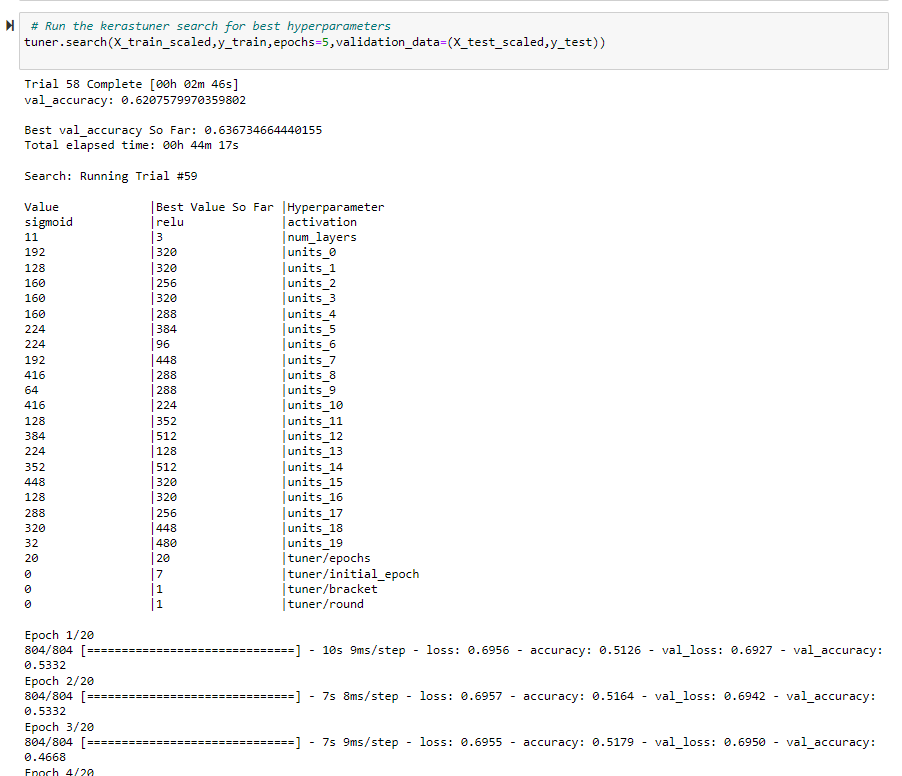 # Run the kerastuner search for best hyperparameters
tuner.search(X_train_scaled,y_train,epochs=5,validation_data=(X_test_scaled,y_test))
Trial 58 Complete [00h 02m 46s]
val_accuracy: 0.6207579970359802
Best val_accuracy So Far: 0.636734664440155
Total elapsed time: 00h 44m 17s
Search: Running Trial #59
Value |Best Value So Far |Hyperparameter
sigmoid |relu |activation
11 |3 |num_layers
192 |320 |units_0
128 |320 |units_1
160 |256 |units_2
160 |320 |units_3
160 |288 |units_4
224 |384 |units_5
224 |96 |units_6
192 |448 |units_7
416 |288 |units_8
64 |288 |units_9
416 |224 |units_10
128 |352 |units_11
384 |512 |units_12
224 |128 |units_13
352 |512 |units_14
448 |320 |units_15
128 |320 |units_16
288 |256 |units_17
320 |448 |units_18
32 |480 |units_19
20 |20 |tuner/epochs
0 |7 |tuner/initial_epoch
0 |1 |tuner/bracket
0 |1 |tuner/round
Epoch 1/20
804/804 [==============================] - 10s 9ms/step - loss: 0.6956 - accuracy: 0.5126 - val_loss: 0.6927 - val_accuracy:
0.5332
Epoch 2/20
804/804 [==============================] - 7s 8ms/step - loss: 0.6957 - accuracy: 0.5164 - val_loss: 0.6942 - val_accuracy:
0.5332
Epoch 3/20
804/804 [==============================] - 7s 9ms/step - loss: 0.6955 - accuracy: 0.5179 - val_loss: 0.6950 - val_accuracy:
0.4668
Epoch 4/20